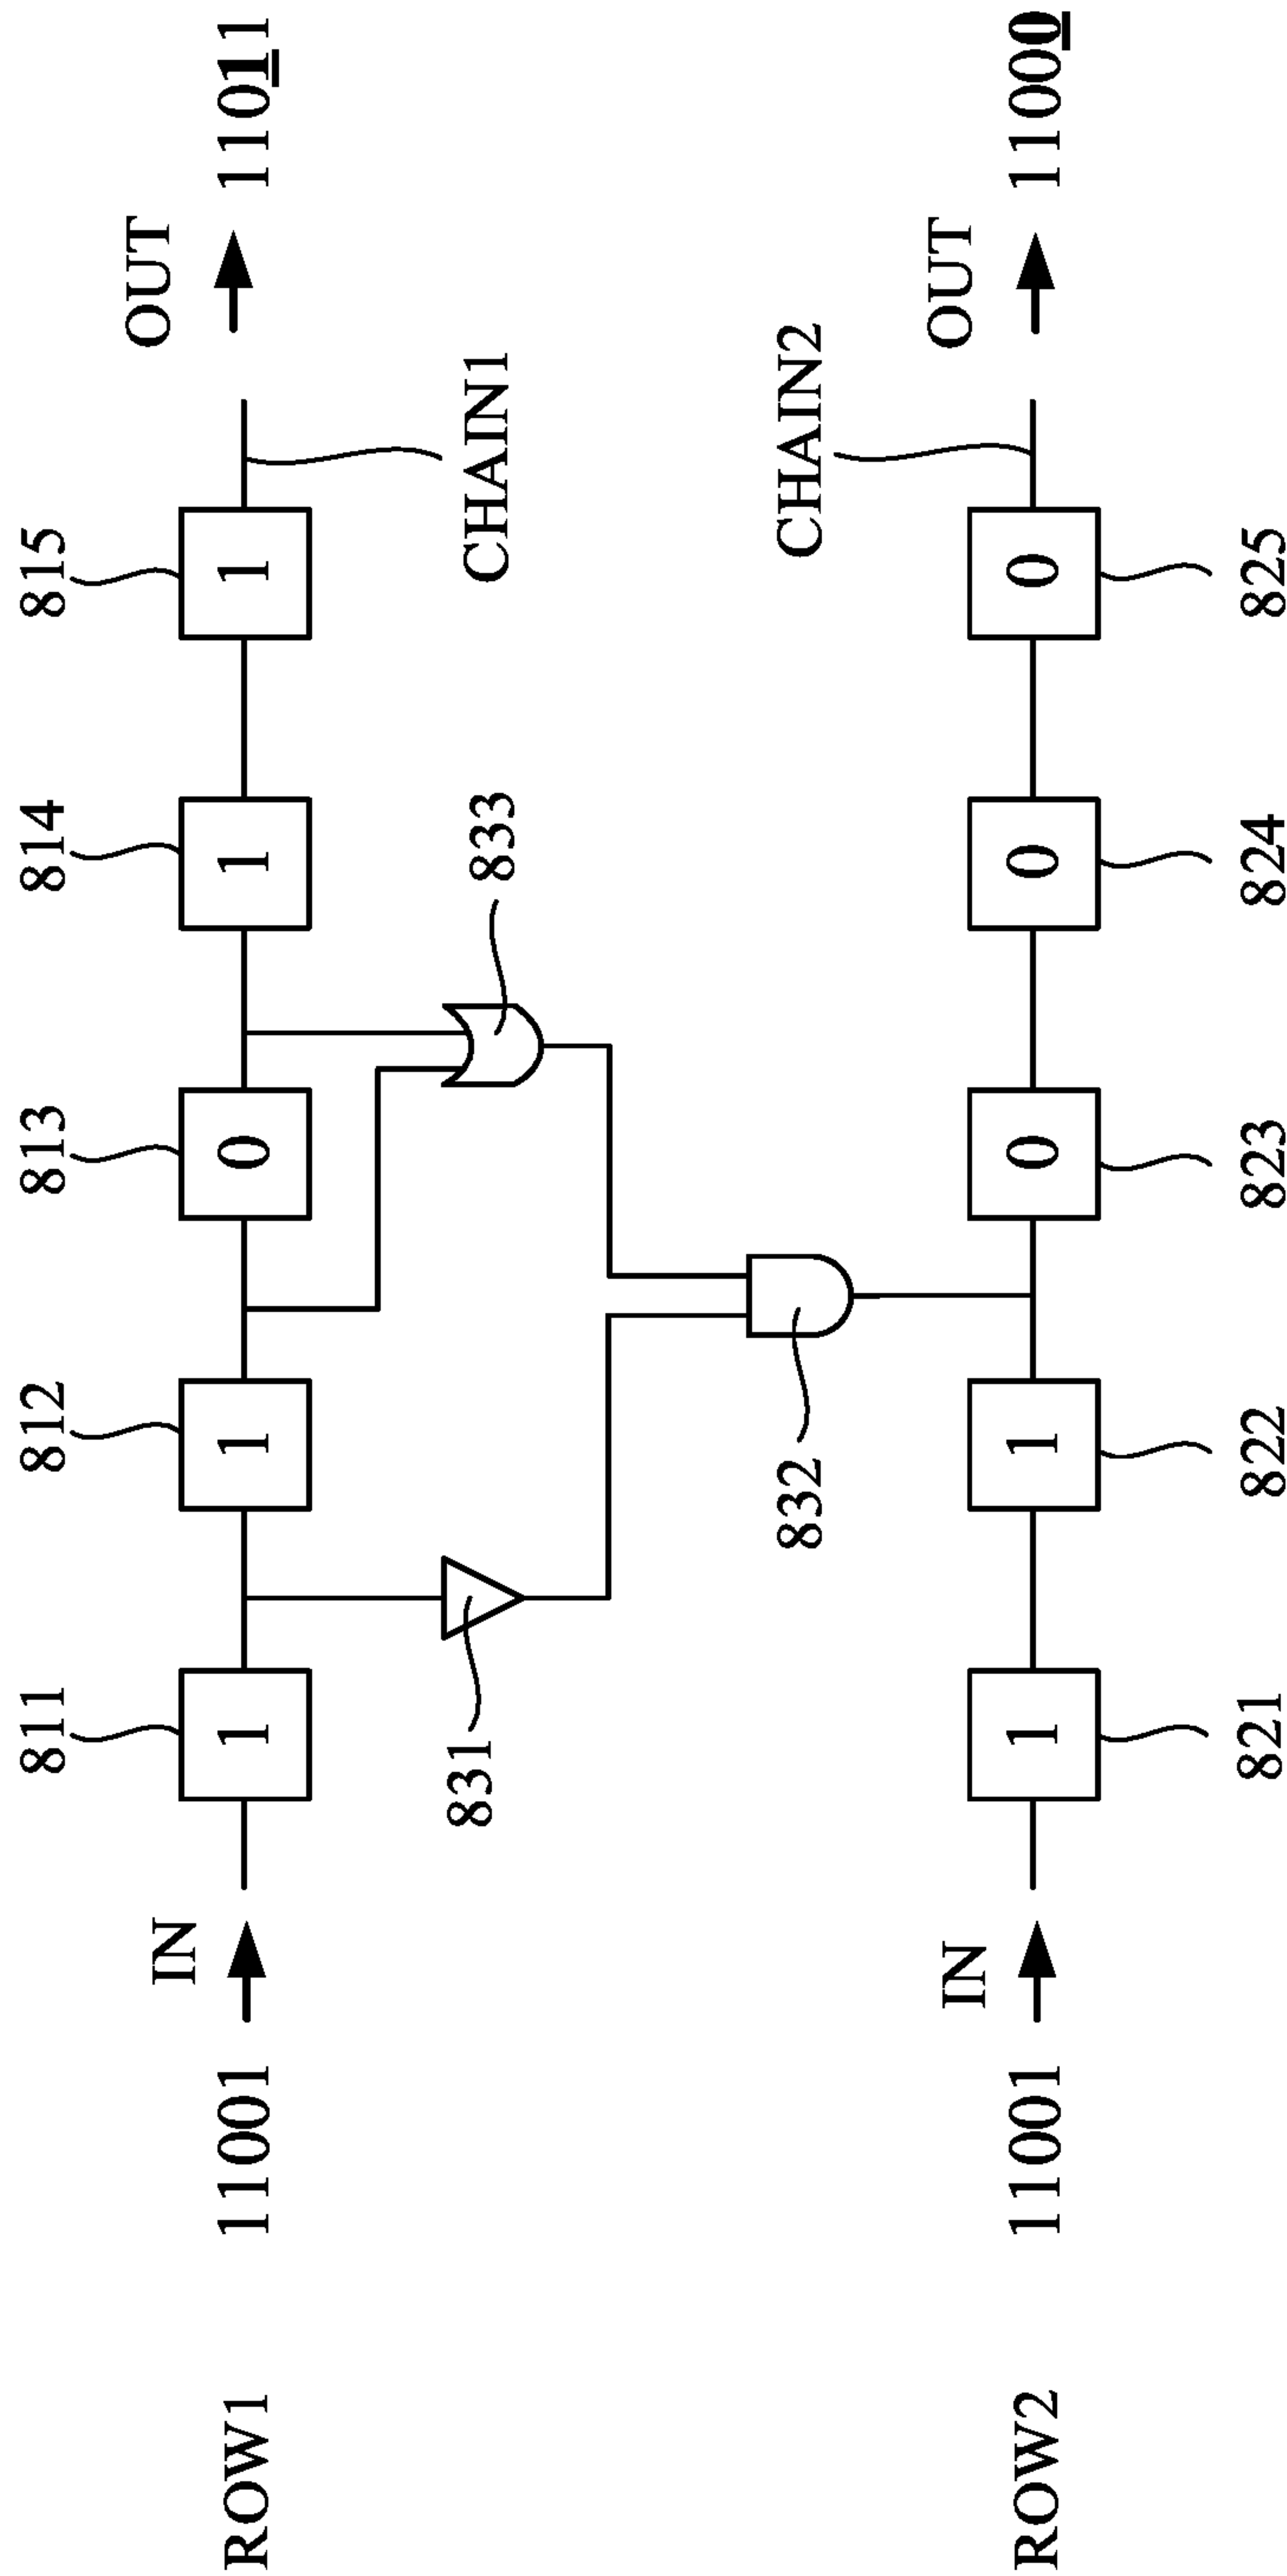 811 812 813 814 815
OUT
ROW1 11001 IN 1 1 0 1 1 11011
831 833 CHAIN1
832 CHAIN2
OUT
ROW2 11001 IN 1 1 0 0 0 11000
821 822 823 824 825